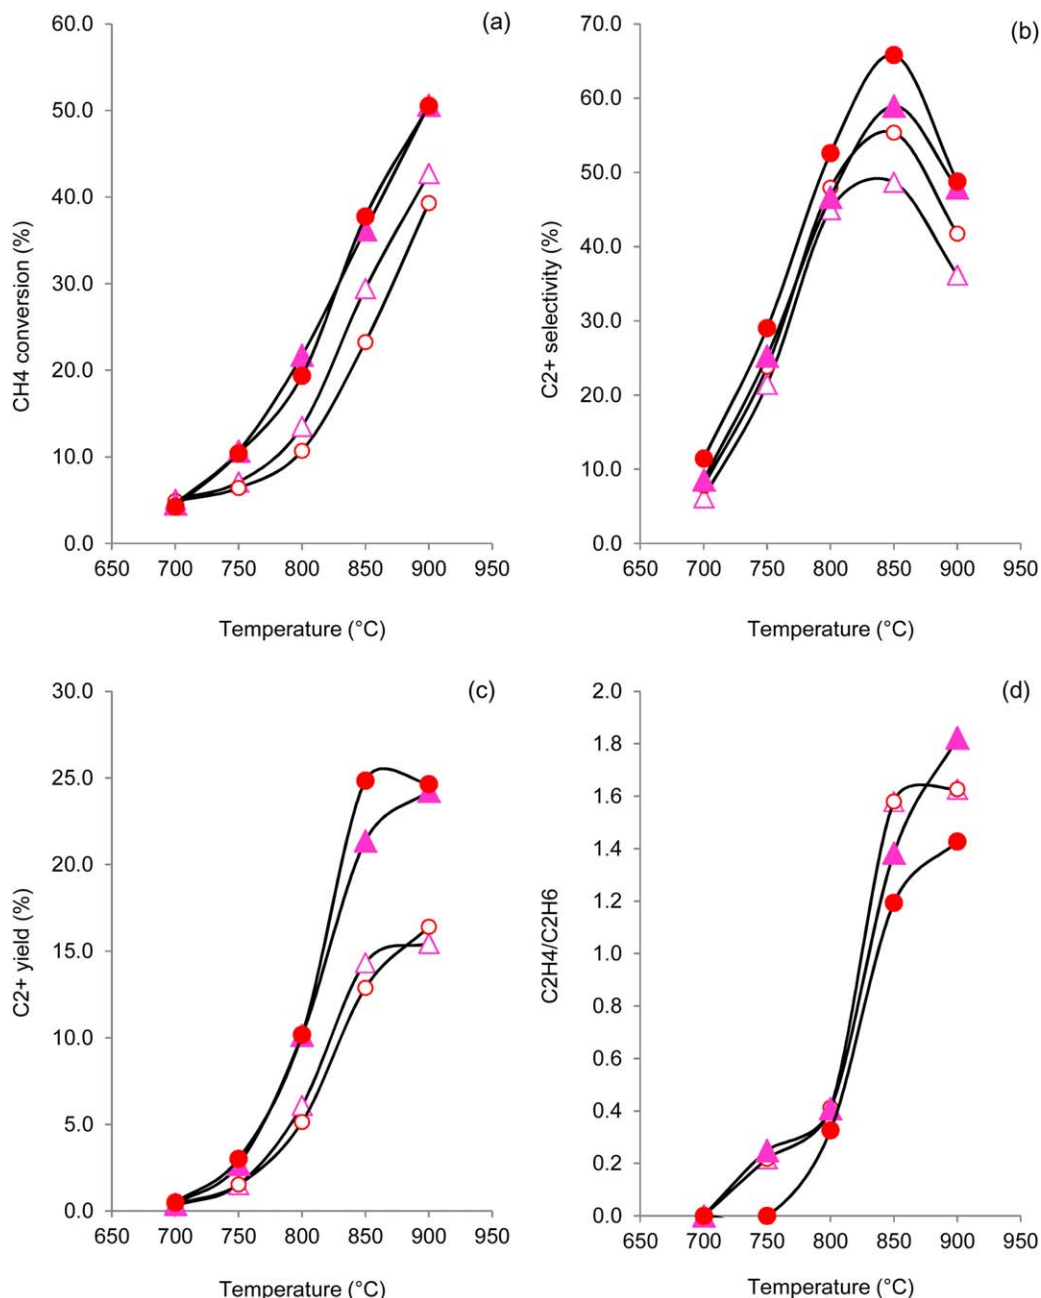 (a)
60.0
50.0
40.0
30.0
20.0
10.0
0.0
CH4 conversion (%)
650 700 750 800 850 900 950
Temperature (°C)
(b)
70.0
60.0
50.0
40.0
30.0
20.0
10.0
0.0
C2+ selectivity (%)
650 700 750 800 850 900 950
Temperature (°C)
(c)
30.0
25.0
20.0
15.0
10.0
5.0
0.0
C2+ yield (%)
650 700 750 800 850 900 950
Temperature (°C)
(d)
2.0
1.8
1.6
1.4
1.2
1.0
0.8
0.6
0.4
0.2
0.0
C2H4/C2H6
650 700 750 800 850 900 950
Temperature (°C)